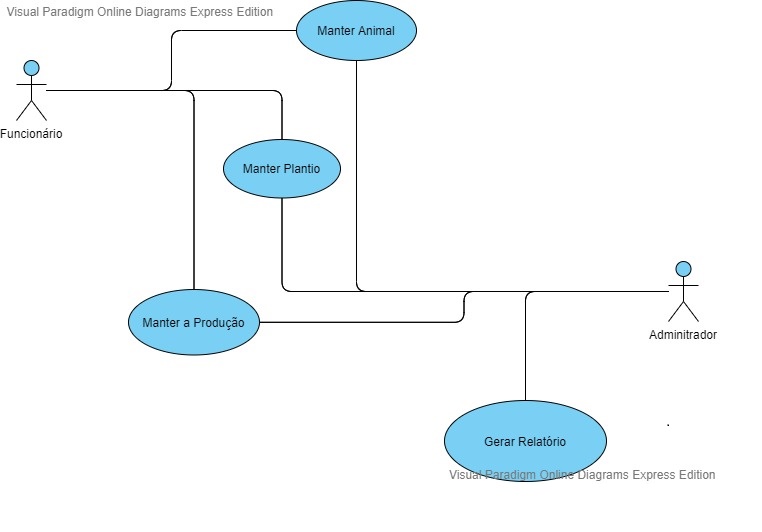 Visual Paradigm Online Diagrams Express Edition
Manter Animal
Funcionário
Manter Plantio
Manter a Produção
Adminitrador
Gerar Relatório
Visual Paradigm Online Diagrams Express Edition